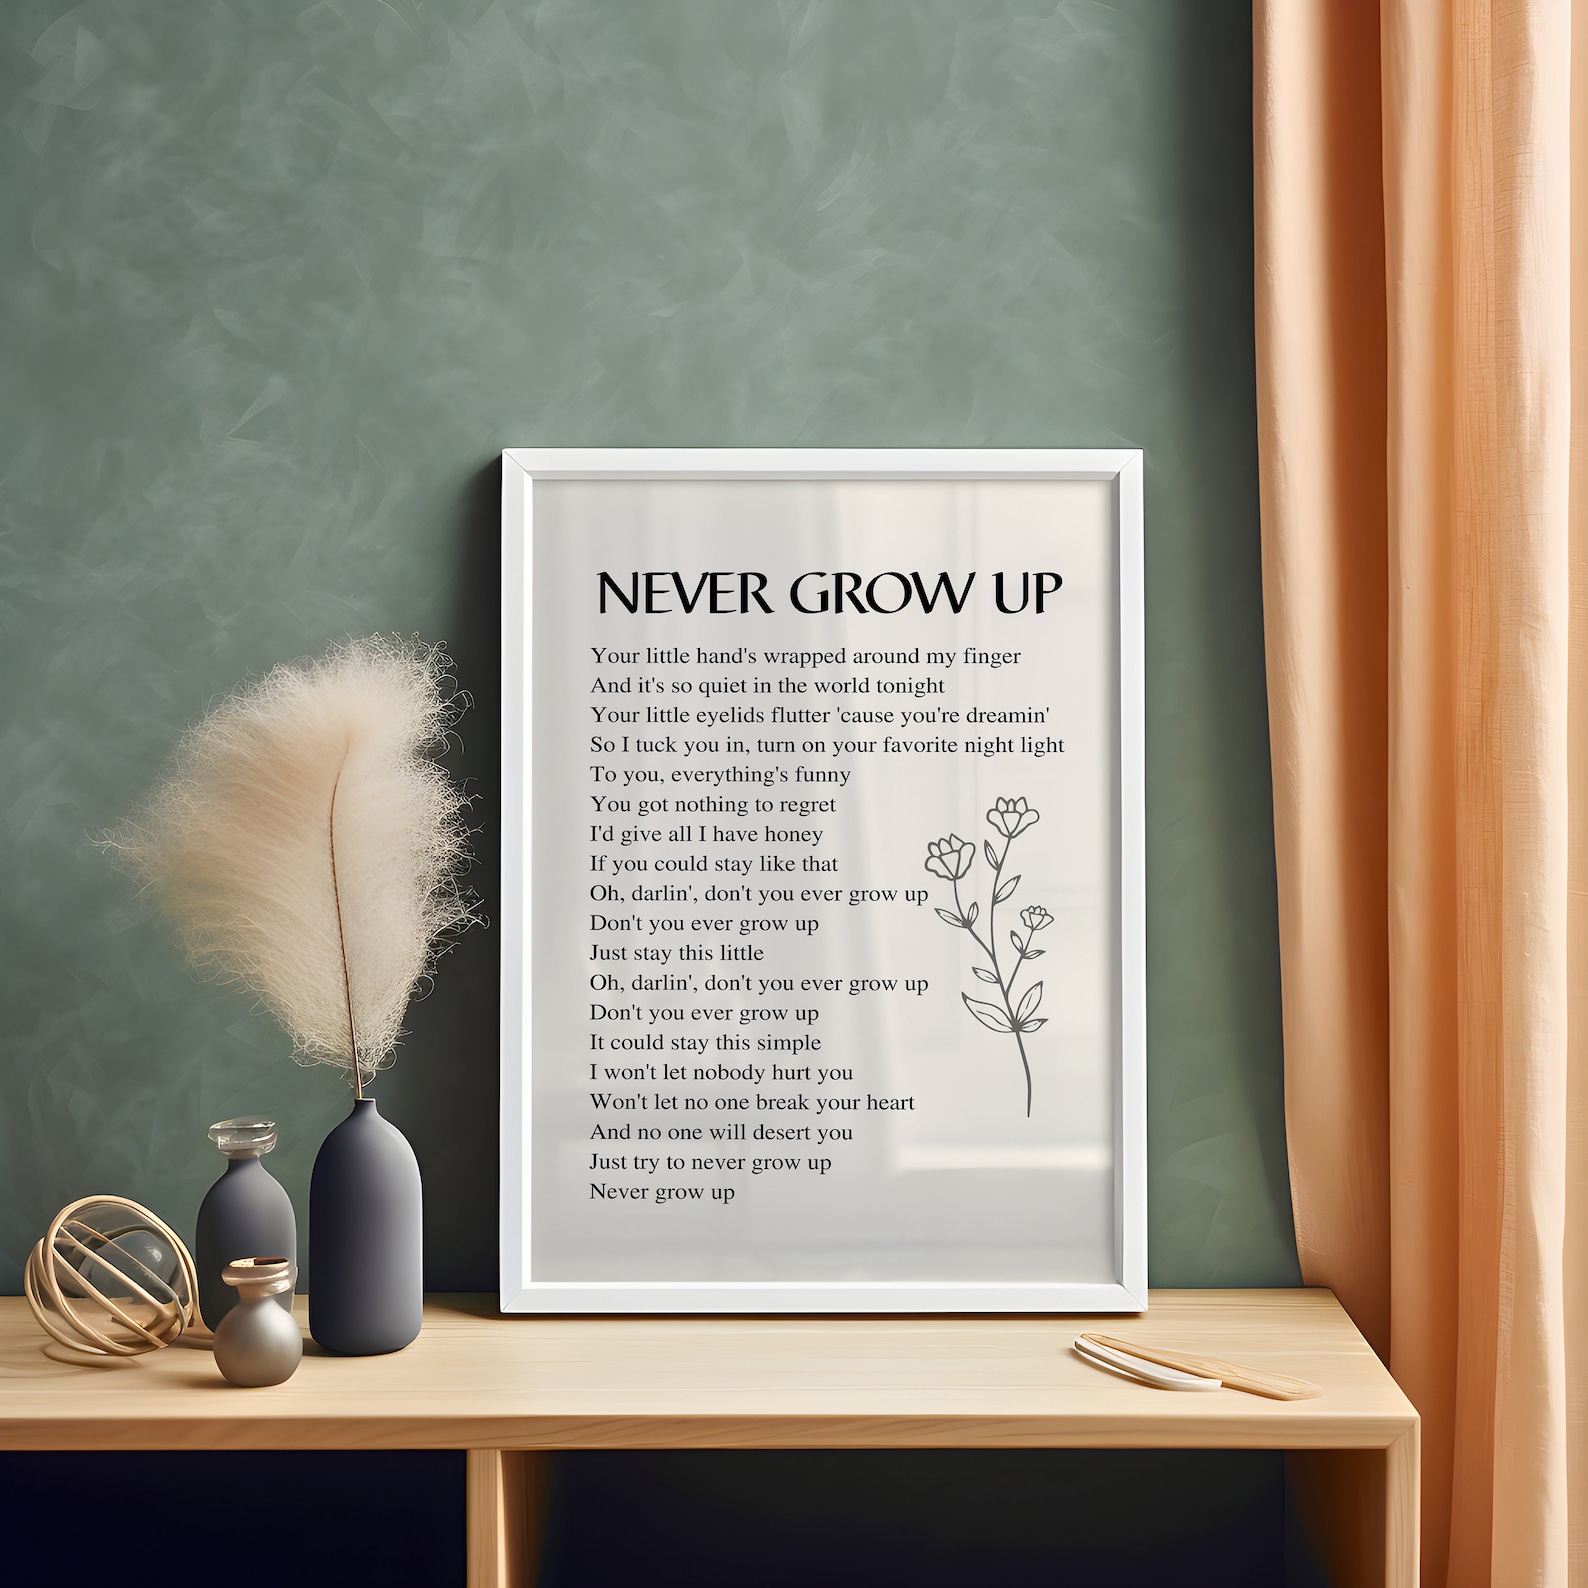 NEVER GROW UP
Your little hand's wrapped around my finger
And it's so quiet in the world tonight
Your little eyelids flutter 'cause you're dreamin'
So I tuck you in, turn on your favorite night light
To you, everything's funny
You got nothing to regret
I'd give all I have honey
If you could stay like that
Oh, darlin', don't you ever grow up
Don't you ever grow up
Just stay this little
Oh, darlin', don't you ever grow up
Don't you ever grow up
It could stay this simple
I won't let nobody hurt you
Won't let no one break your heart
And no one will desert you
Just try to never grow up
Never grow up